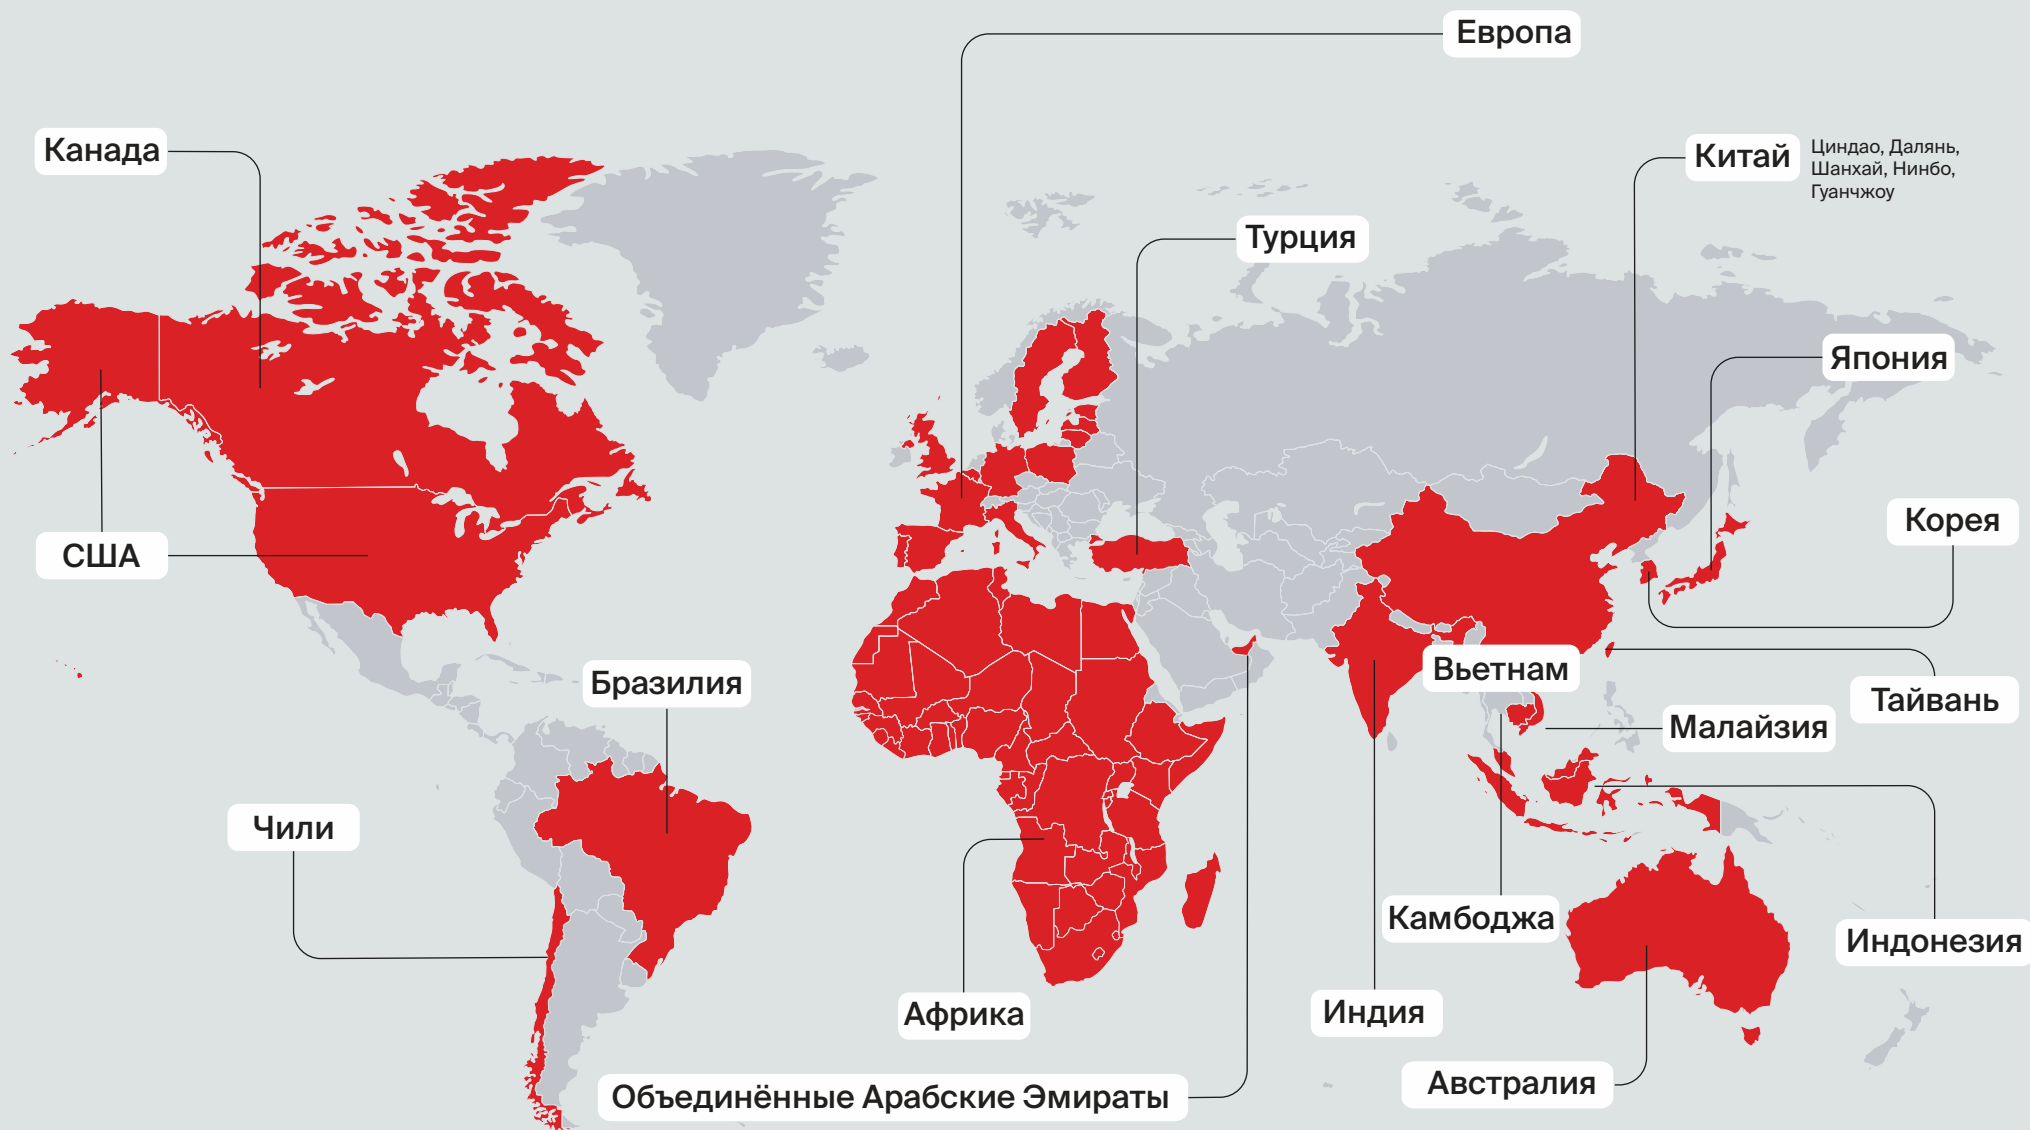 Европа
Канада
Китай
Циндао, Далянь,
Шанхай, Нинбо,
Гуанчжоу
Турция
Япония
Корея
США
Вьетнам
Бразилия
Тайвань
Малайзия
Чили
Камбоджа
Индонезия
Африка
Индия
Австралия
Объединённые Арабские Эмираты